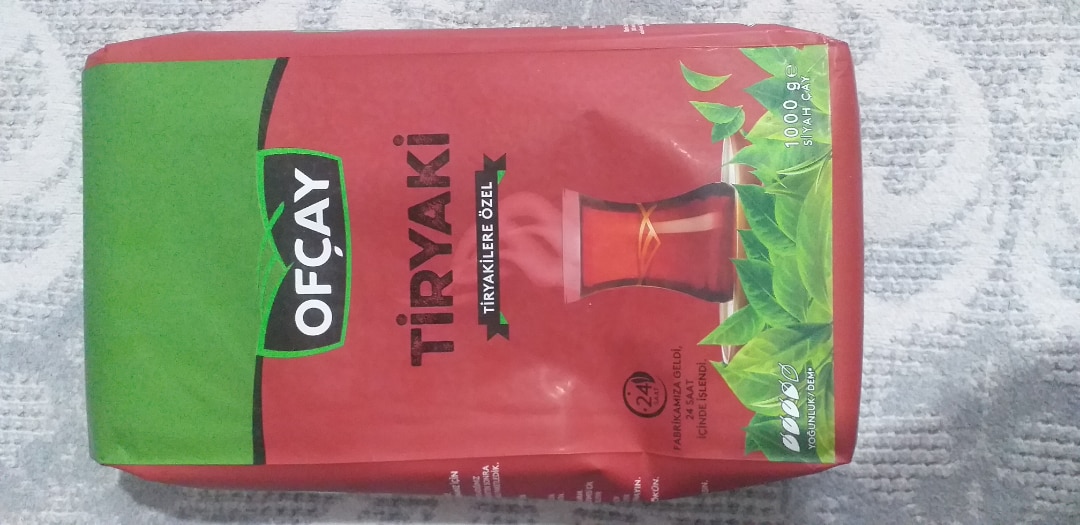 OFÇAY
TİRYAKİ
TİRYAKİLERE ÖZEL
24
SAAT
FABRİKAMIZA GELDİ,
24 SAAT
İÇİNDE İŞLENDİ.
YOĞUNLUK/DEM*
1000 g e
SİYAH ÇAY